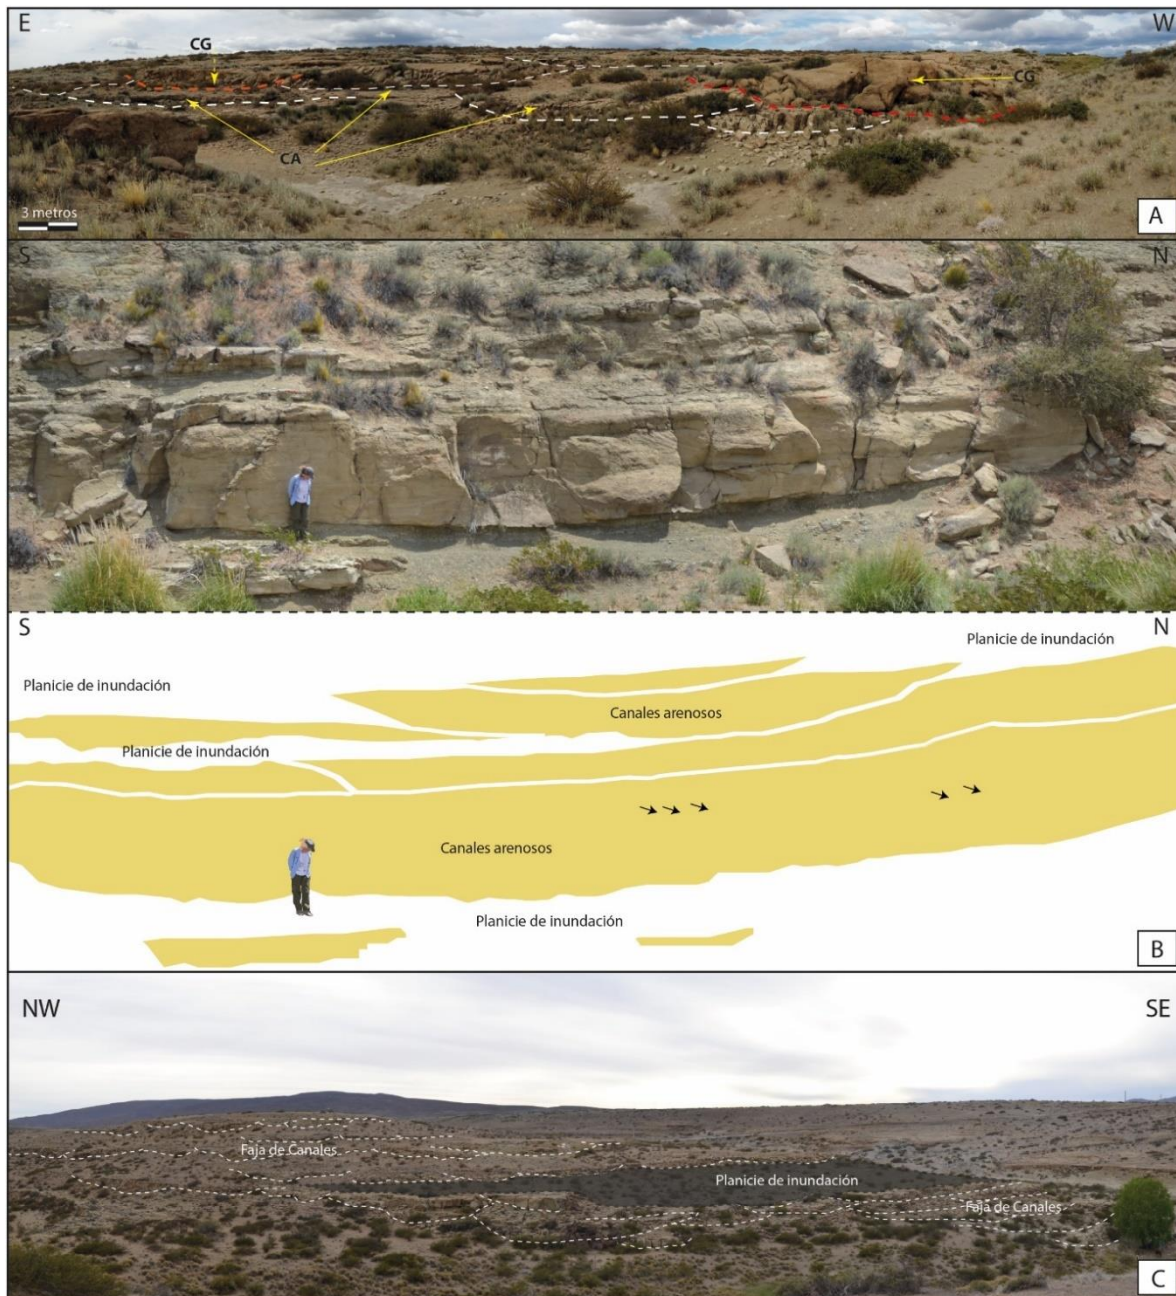 E
W
CG
CG
CA
3 metros
A
S
N
S
N
Planicie de inundación
Planicie de inundación
Canales arenosos
Planicie de inundación
Canales arenosos
Planicie de inundación
B
NW
SE
Faja de Canales
Planicie de inundación
Faja de Canales
C